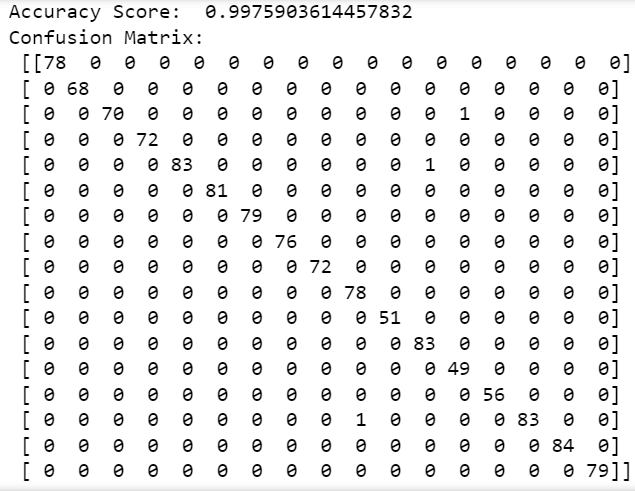 Accuracy Score:  0.9975903614457832
Confusion Matrix:
[[78  0  0  0  0  0  0  0  0  0  0  0  0  0  0  0  0]
[ 0 68  0  0  0  0  0  0  0  0  0  0  0  0  0  0  0]
[ 0  0 70  0  0  0  0  0  0  0  0  0  1  0  0  0  0]
[ 0  0  0 72  0  0  0  0  0  0  0  0  0  0  0  0  0]
[ 0  0  0  0 83  0  0  0  0  0  0  1  0  0  0  0  0]
[ 0  0  0  0  0 81  0  0  0  0  0  0  0  0  0  0  0]
[ 0  0  0  0  0  0 79  0  0  0  0  0  0  0  0  0  0]
[ 0  0  0  0  0  0  0 76  0  0  0  0  0  0  0  0  0]
[ 0  0  0  0  0  0  0  0 72  0  0  0  0  0  0  0  0]
[ 0  0  0  0  0  0  0  0  0 78  0  0  0  0  0  0  0]
[ 0  0  0  0  0  0  0  0  0  0 51  0  0  0  0  0  0]
[ 0  0  0  0  0  0  0  0  0  0  0 83  0  0  0  0  0]
[ 0  0  0  0  0  0  0  0  0  0  0  0 49  0  0  0  0]
[ 0  0  0  0  0  0  0  0  0  0  0  0  0 56  0  0  0]
[ 0  0  0  0  0  0  0  0  0  1  0  0  0  0 83  0  0]
[ 0  0  0  0  0  0  0  0  0  0  0  0  0  0  0 84  0]
[ 0  0  0  0  0  0  0  0  0  0  0  0  0  0  0  0 79]]